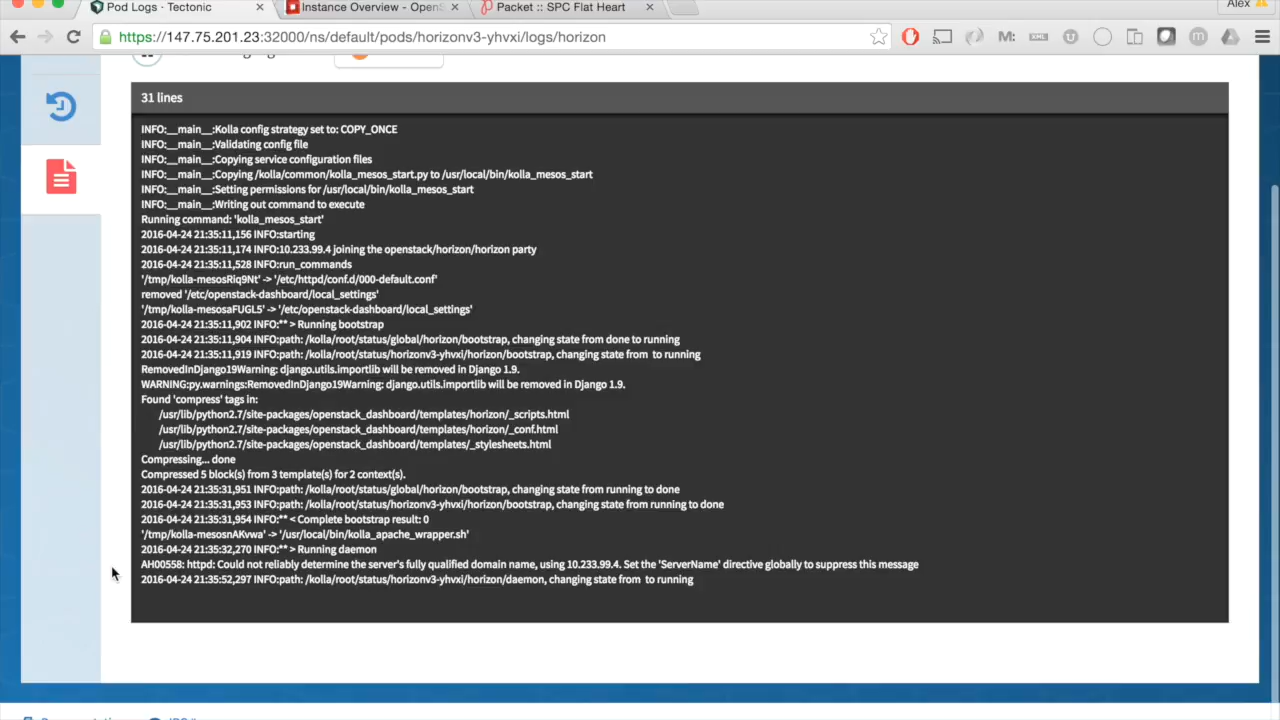 Pod Logs · Tectonic
Instance Overview - OpenS
Packet :: SPC Flat Heart
Alex
https://147.75.201.23:32000/ns/default/pods/horizonv3-yhvxi/logs/horizon
31 lines
INFO:__main__:Kolla config strategy set to: COPY_ONCE
INFO:__main__:Validating config file
INFO:__main__:Copying service configuration files
INFO:__main__:Copying /kolla/common/kolla_mesos_start.py to /usr/local/bin/kolla_mesos_start
INFO:__main__:Setting permissions for /usr/local/bin/kolla_mesos_start
INFO:__main__:Writing out command to execute
Running command: 'kolla_mesos_start'
2016-04-24 21:35:11,156 INFO:starting
2016-04-24 21:35:11,174 INFO:10.233.99.4 joining the openstack/horizon/horizon party
2016-04-24 21:35:11,528 INFO:run_commands
'/tmp/kolla-mesosRiq9Nt' -> '/etc/httpd/conf.d/000-default.conf'
removed '/etc/openstack-dashboard/local_settings'
'/tmp/kolla-mesosaFUGL5' -> '/etc/openstack-dashboard/local_settings'
2016-04-24 21:35:11,902 INFO:** > Running bootstrap
2016-04-24 21:35:11,904 INFO:path: /kolla/root/status/global/horizon/bootstrap, changing state from done to running
2016-04-24 21:35:11,919 INFO:path: /kolla/root/status/horizonv3-yhvxi/horizon/bootstrap, changing state from  to running
RemovedInDjango19Warning: django.utils.importlib will be removed in Django 1.9.
WARNING:py.warnings:RemovedInDjango19Warning: django.utils.importlib will be removed in Django 1.9.
Found 'compress' tags in:
/usr/lib/python2.7/site-packages/openstack_dashboard/templates/horizon/_scripts.html
/usr/lib/python2.7/site-packages/openstack_dashboard/templates/horizon/_conf.html
/usr/lib/python2.7/site-packages/openstack_dashboard/templates/_stylesheets.html
Compressing... done
Compressed 5 block(s) from 3 template(s) for 2 context(s).
2016-04-24 21:35:31,951 INFO:path: /kolla/root/status/global/horizon/bootstrap, changing state from running to done
2016-04-24 21:35:31,953 INFO:path: /kolla/root/status/horizonv3-yhvxi/horizon/bootstrap, changing state from running to done
2016-04-24 21:35:31,954 INFO:** < Complete bootstrap result: 0
'/tmp/kolla-mesosnAKvwa' -> '/usr/local/bin/kolla_apache_wrapper.sh'
2016-04-24 21:35:32,270 INFO:** > Running daemon
AH00558: httpd: Could not reliably determine the server's fully qualified domain name, using 10.233.99.4. Set the 'ServerName' directive globally to suppress this message
2016-04-24 21:35:52,297 INFO:path: /kolla/root/status/horizonv3-yhvxi/horizon/daemon, changing state from  to running